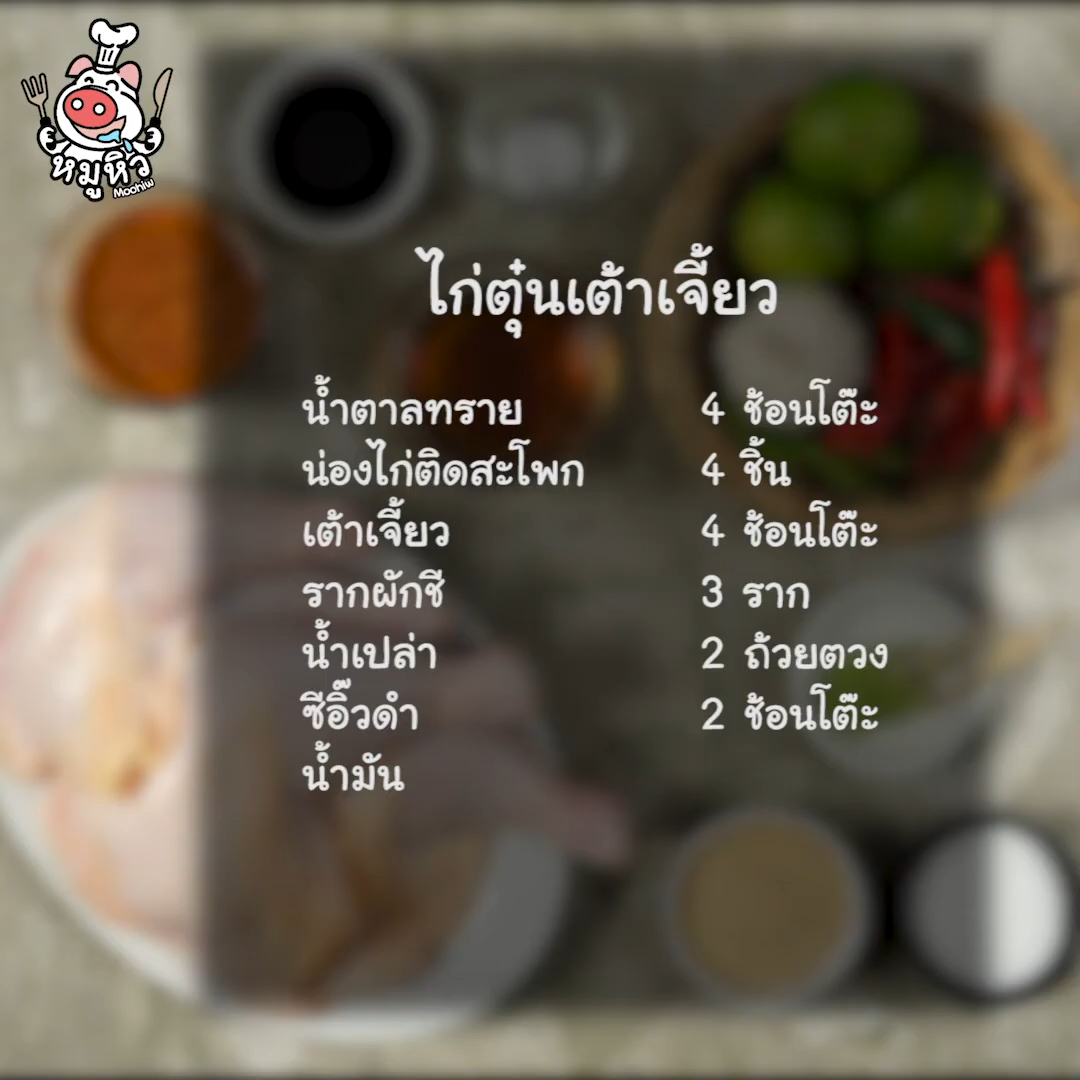 หมูหิว
Moohiw
ไก่ตุ๋นเต้าเจี้ยว
น้ำตาลทราย 4 ช้อนโต๊ะ
น่องไก่ติดสะโพก 4 ชิ้น
เต้าเจี้ยว 4 ช้อนโต๊ะ
รากผักชี 3 ราก
น้ำเปล่า 2 ถ้วยตวง
ซีอิ๊วดำ 2 ช้อนโต๊ะ
น้ำมัน